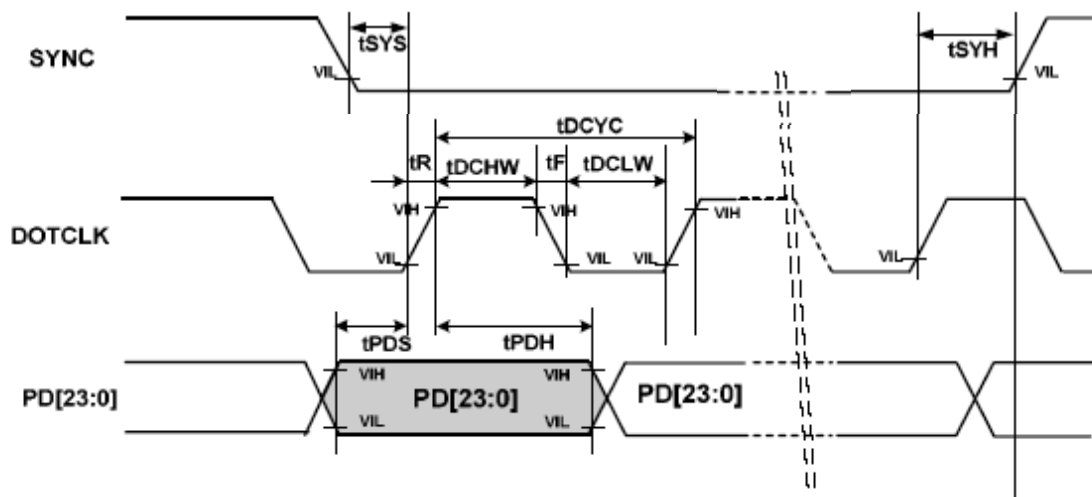 tSYS
tSYH
SYNC
VIL
VIL
tDCYC
tR tDCHW tF tDCLW
VIH VIH VIH
DOTCLK
VIL VIL VIL VIL
tPDS tPDH
VIH VIH
PD[23:0] PD[23:0] PD[23:0]
VIL VIL